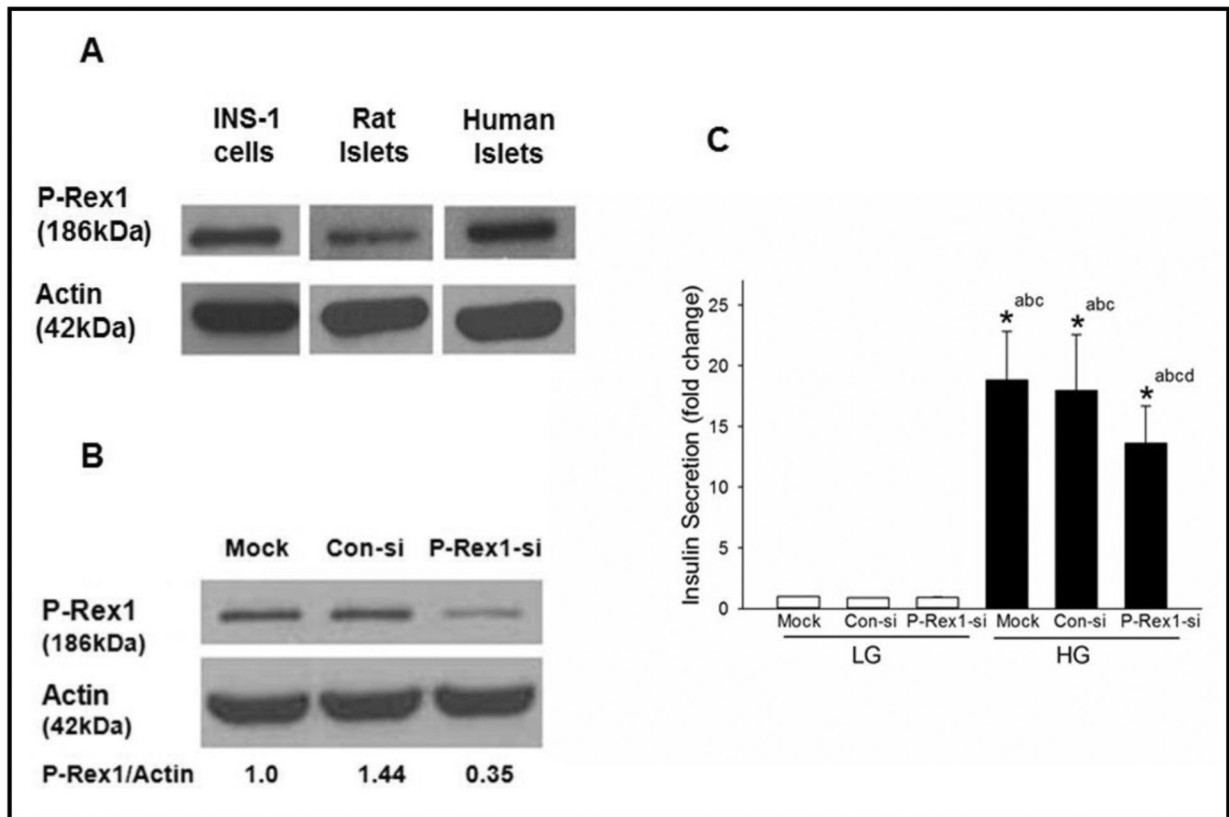 A
INS-1 cells
Rat Islets
Human Islets
P-Rex1
(186kDa)
Actin
(42kDa)
B
Mock Con-si P-Rex1-si
P-Rex1
(186kDa)
Actin
(42kDa)
P-Rex1/Actin 1.0 1.44 0.35
C
Insulin Secretion (fold change)
25
20
15
10
5
0
* abc
* abc
* abcd
Mock Con-si P-Rex1-si Mock Con-si P-Rex1-si
LG HG